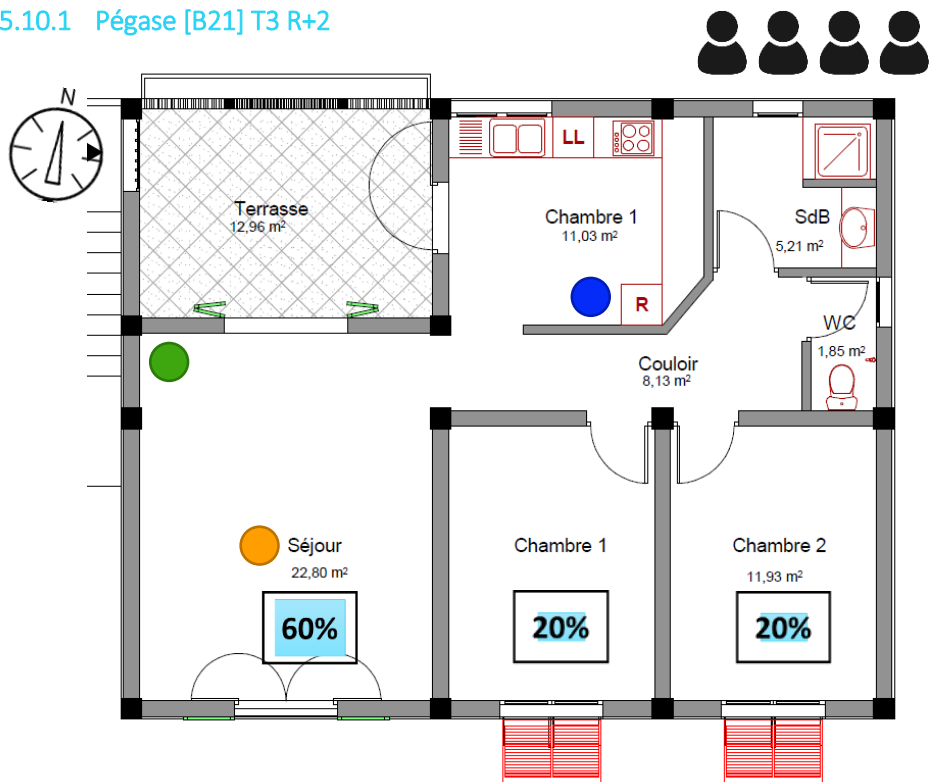 5.10.1 Pégase [B21] T3 R+2
N
LL
Terrasse
12,96 m²
Chambre 1
11,03 m²
SdB
5,21 m²
R
WC
1,85 m²
Couloir
8,13 m²
Séjour
22,80 m²
Chambre 1
Chambre 2
11,93 m²
60%
20%
20%